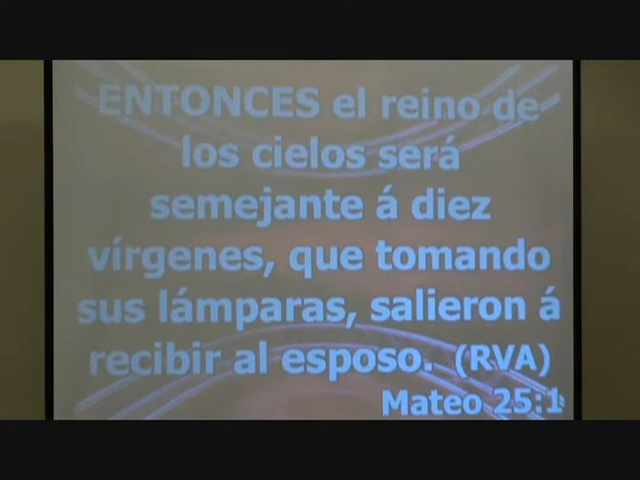 ENTONCES el reino de
los cielos será
semejante á diez
vírgenes, que tomando
sus lámparas, salieron á
recibir al esposo. (RVA)
Mateo 25:1